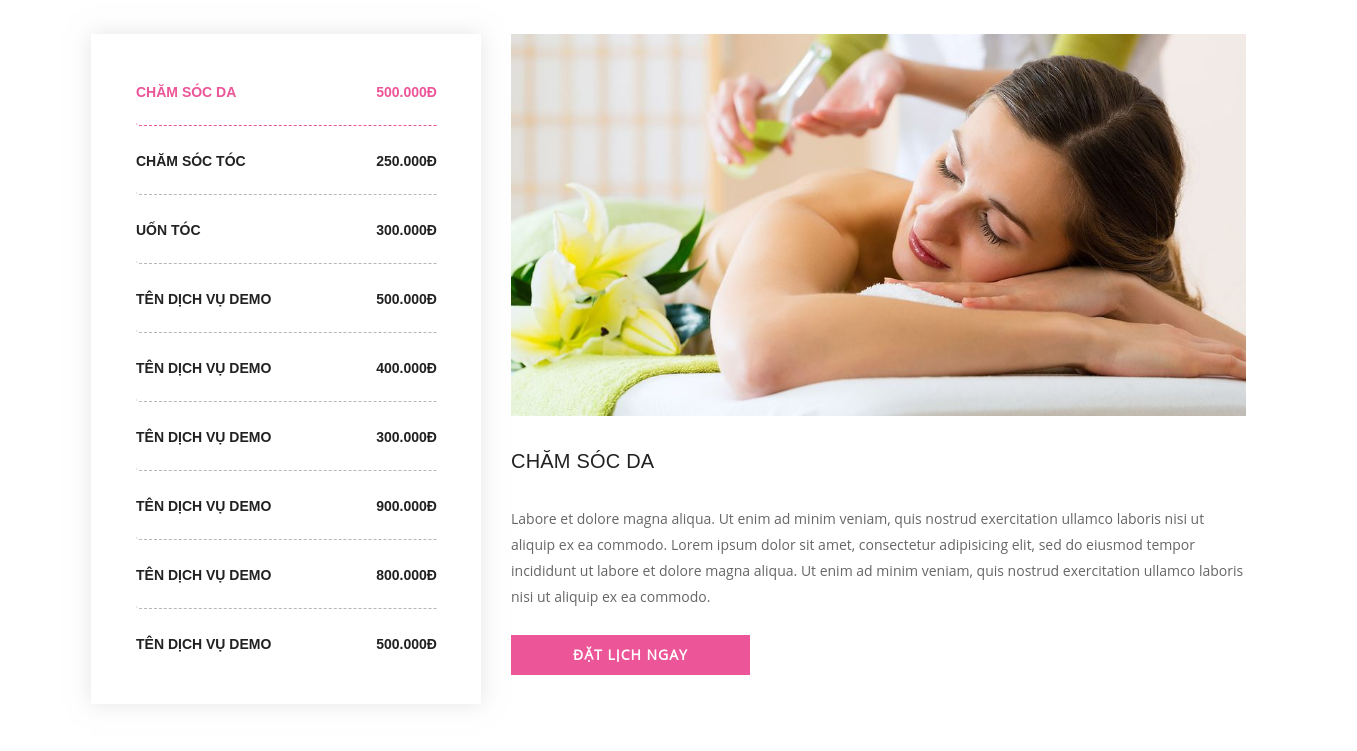 CHĂM SÓC DA 500.000Đ
CHĂM SÓC TÓC 250.000Đ
UỐN TÓC 300.000Đ
TÊN DỊCH VỤ DEMO 500.000Đ
TÊN DỊCH VỤ DEMO 400.000Đ
TÊN DỊCH VỤ DEMO 300.000Đ
TÊN DỊCH VỤ DEMO 900.000Đ
TÊN DỊCH VỤ DEMO 800.000Đ
TÊN DỊCH VỤ DEMO 500.000Đ
CHĂM SÓC DA
Labore et dolore magna aliqua. Ut enim ad minim veniam, quis nostrud exercitation ullamco laboris nisi ut
aliquip ex ea commodo. Lorem ipsum dolor sit amet, consectetur adipisicing elit, sed do eiusmod tempor
incididunt ut labore et dolore magna aliqua. Ut enim ad minim veniam, quis nostrud exercitation ullamco laboris
nisi ut aliquip ex ea commodo.
ĐẶT LỊCH NGAY